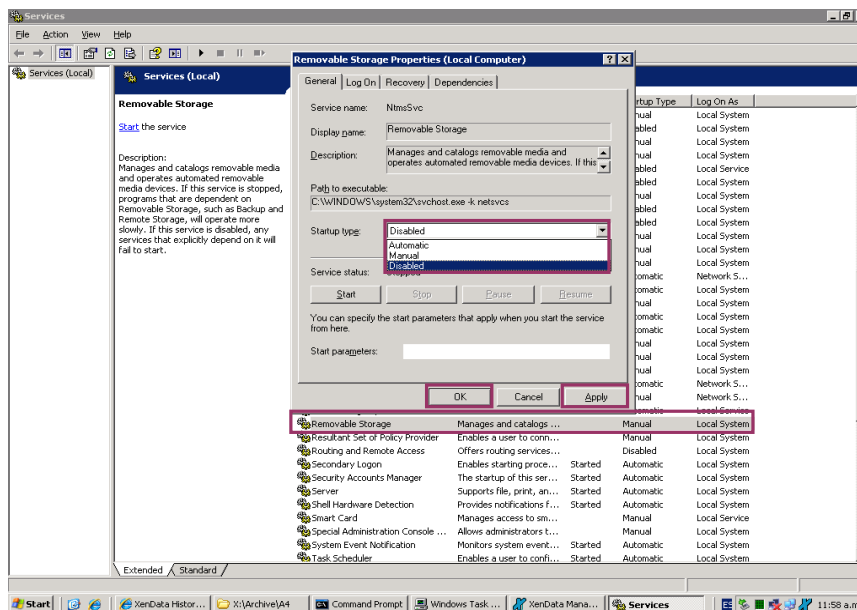 Services
File Action View Help
Services (Local)
Services (Local)
Removable Storage
Start the service
Description:
Manages and catalogs removable media
and operates automated removable
media devices. If this service is stopped,
programs that are dependent on
Removable Storage, such as Backup and
Remote Storage, will operate more
slowly. If this service is disabled, any
services that explicitly depend on it will
fail to start.
Removable Storage Properties (Local Computer)
General Log On Recovery Dependencies
Service name: NtmsSvc
Display name: Removable Storage
Description: Manages and catalogs removable media and
operates automated removable media devices. If this
Path to executable:
C:\WINDOWS\system32\svchost.exe -k netsvcs
Startup type: Disabled
Automatic
Manual
Disabled
Service status:
Start Stop Pause Resume
You can specify the start parameters that apply when you start the service
from here.
Start parameters:
OK Cancel Apply
Type Log On As
Local System
Local System
Local System
Local System
Local Service
Local System
Local System
Local System
Local System
Local System
Local System
Local System
Network S...
Local System
Local System
Local System
Local System
Local System
Local System
Local System
Network S...
Network S...
Local Service
Removable Storage Manages and catalogs ... Manual Local System
Resultant Set of Policy Provider Enables a user to conn... Manual Local System
Routing and Remote Access Offers routing services... Disabled Local System
Secondary Logon Enables starting proce... Started Automatic Local System
Security Accounts Manager The startup of this ser... Started Automatic Local System
Server Supports file, print, an... Started Automatic Local System
Shell Hardware Detection Provides notifications f... Started Automatic Local System
Smart Card Manages access to sm... Manual Local Service
Special Administration Console ... Allows administrators t... Manual Local System
System Event Notification Monitors system event... Started Automatic Local System
Task Scheduler Enables a user to confi... Started Automatic Local System
Extended Standard
Start XenData Histor... X:\Archive\A4 Command Prompt Windows Task ... XenData Mana... Services 11:58 a.m